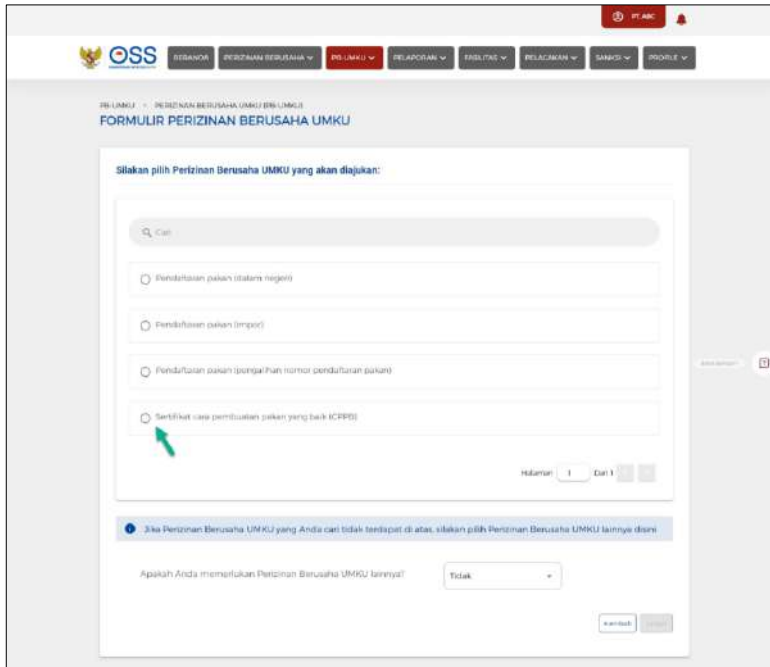 PT. ABC
OSS
BERANDA
PERIZINAN BERUSAHA
PB-UMKU
PELAPORAN
FASILITAS
PELACAKAN
SANKSI
PROFILE
PB-UMKU PERIZINAN BERUSAHA UMKU (PB-UMKU)
FORMULIR PERIZINAN BERUSAHA UMKU
Silakan pilih Perizinan Berusaha UMKU yang akan diajukan:
Cari
Pendaftaran pakan (dalam negeri)
Pendaftaran pakan (impor)
Pendaftaran pakan (pengalihan nomor pendaftaran pakan)
Sertifikat cara pembuatan pakan yang baik (CPPB)
Halaman 1 Dari 1
Jika Perizinan Berusaha UMKU yang Anda cari tidak terdapat di atas, silakan pilih Perizinan Berusaha UMKU lainnya disini
Apakah Anda memerlukan Perizinan Berusaha UMKU lainnya?
Tidak
Kembali